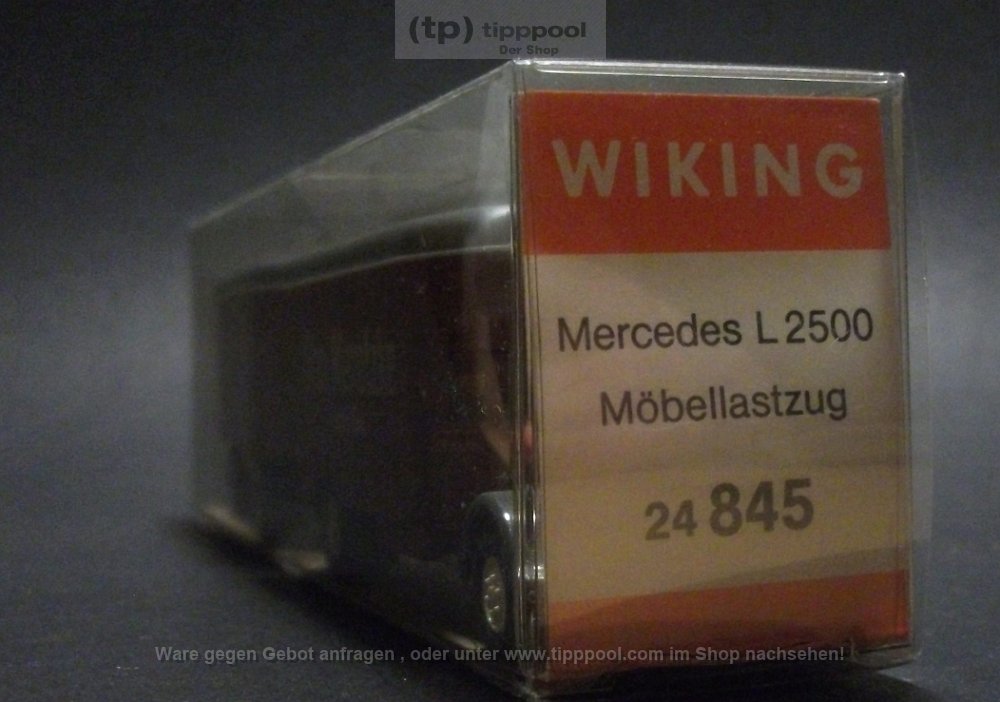 (tp) tipppool
Der Shop
WIKING
Mercedes L 2500
Möbellastzug
24 845
Ware gegen Gebot anfragen , oder unter www.tipppool.com im Shop nachsehen!